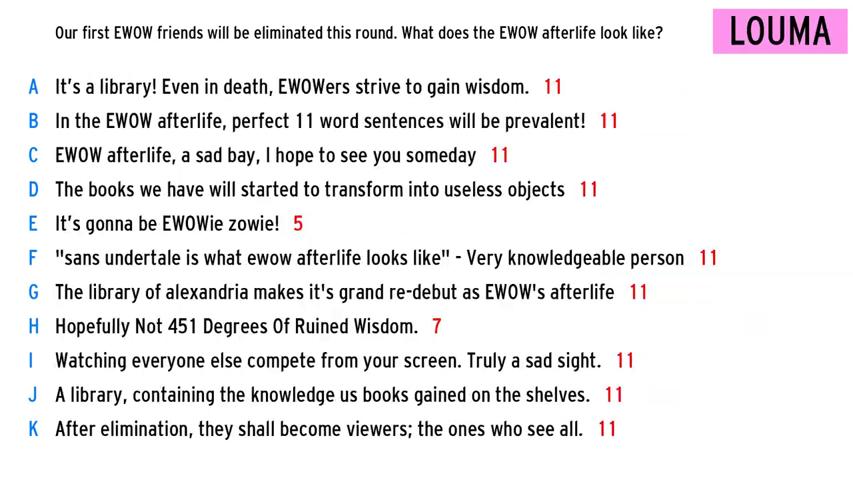 Our first EWOW friends will be eliminated this round. What does the EWOW afterlife look like?
LOUMA
A It's a library! Even in death, EWOWers strive to gain wisdom. 11
B In the EWOW afterlife, perfect 11 word sentences will be prevalent! 11
C EWOW afterlife, a sad bay, I hope to see you someday 11
D The books we have will started to transform into useless objects 11
E It's gonna be EWOWie zowie! 5
F "sans undertale is what ewow afterlife looks like" - Very knowledgeable person 11
G The library of alexandria makes it's grand re-debut as EWOW's afterlife 11
H Hopefully Not 451 Degrees Of Ruined Wisdom. 7
I Watching everyone else compete from your screen. Truly a sad sight. 11
J A library, containing the knowledge us books gained on the shelves. 11
K After elimination, they shall become viewers; the ones who see all. 11